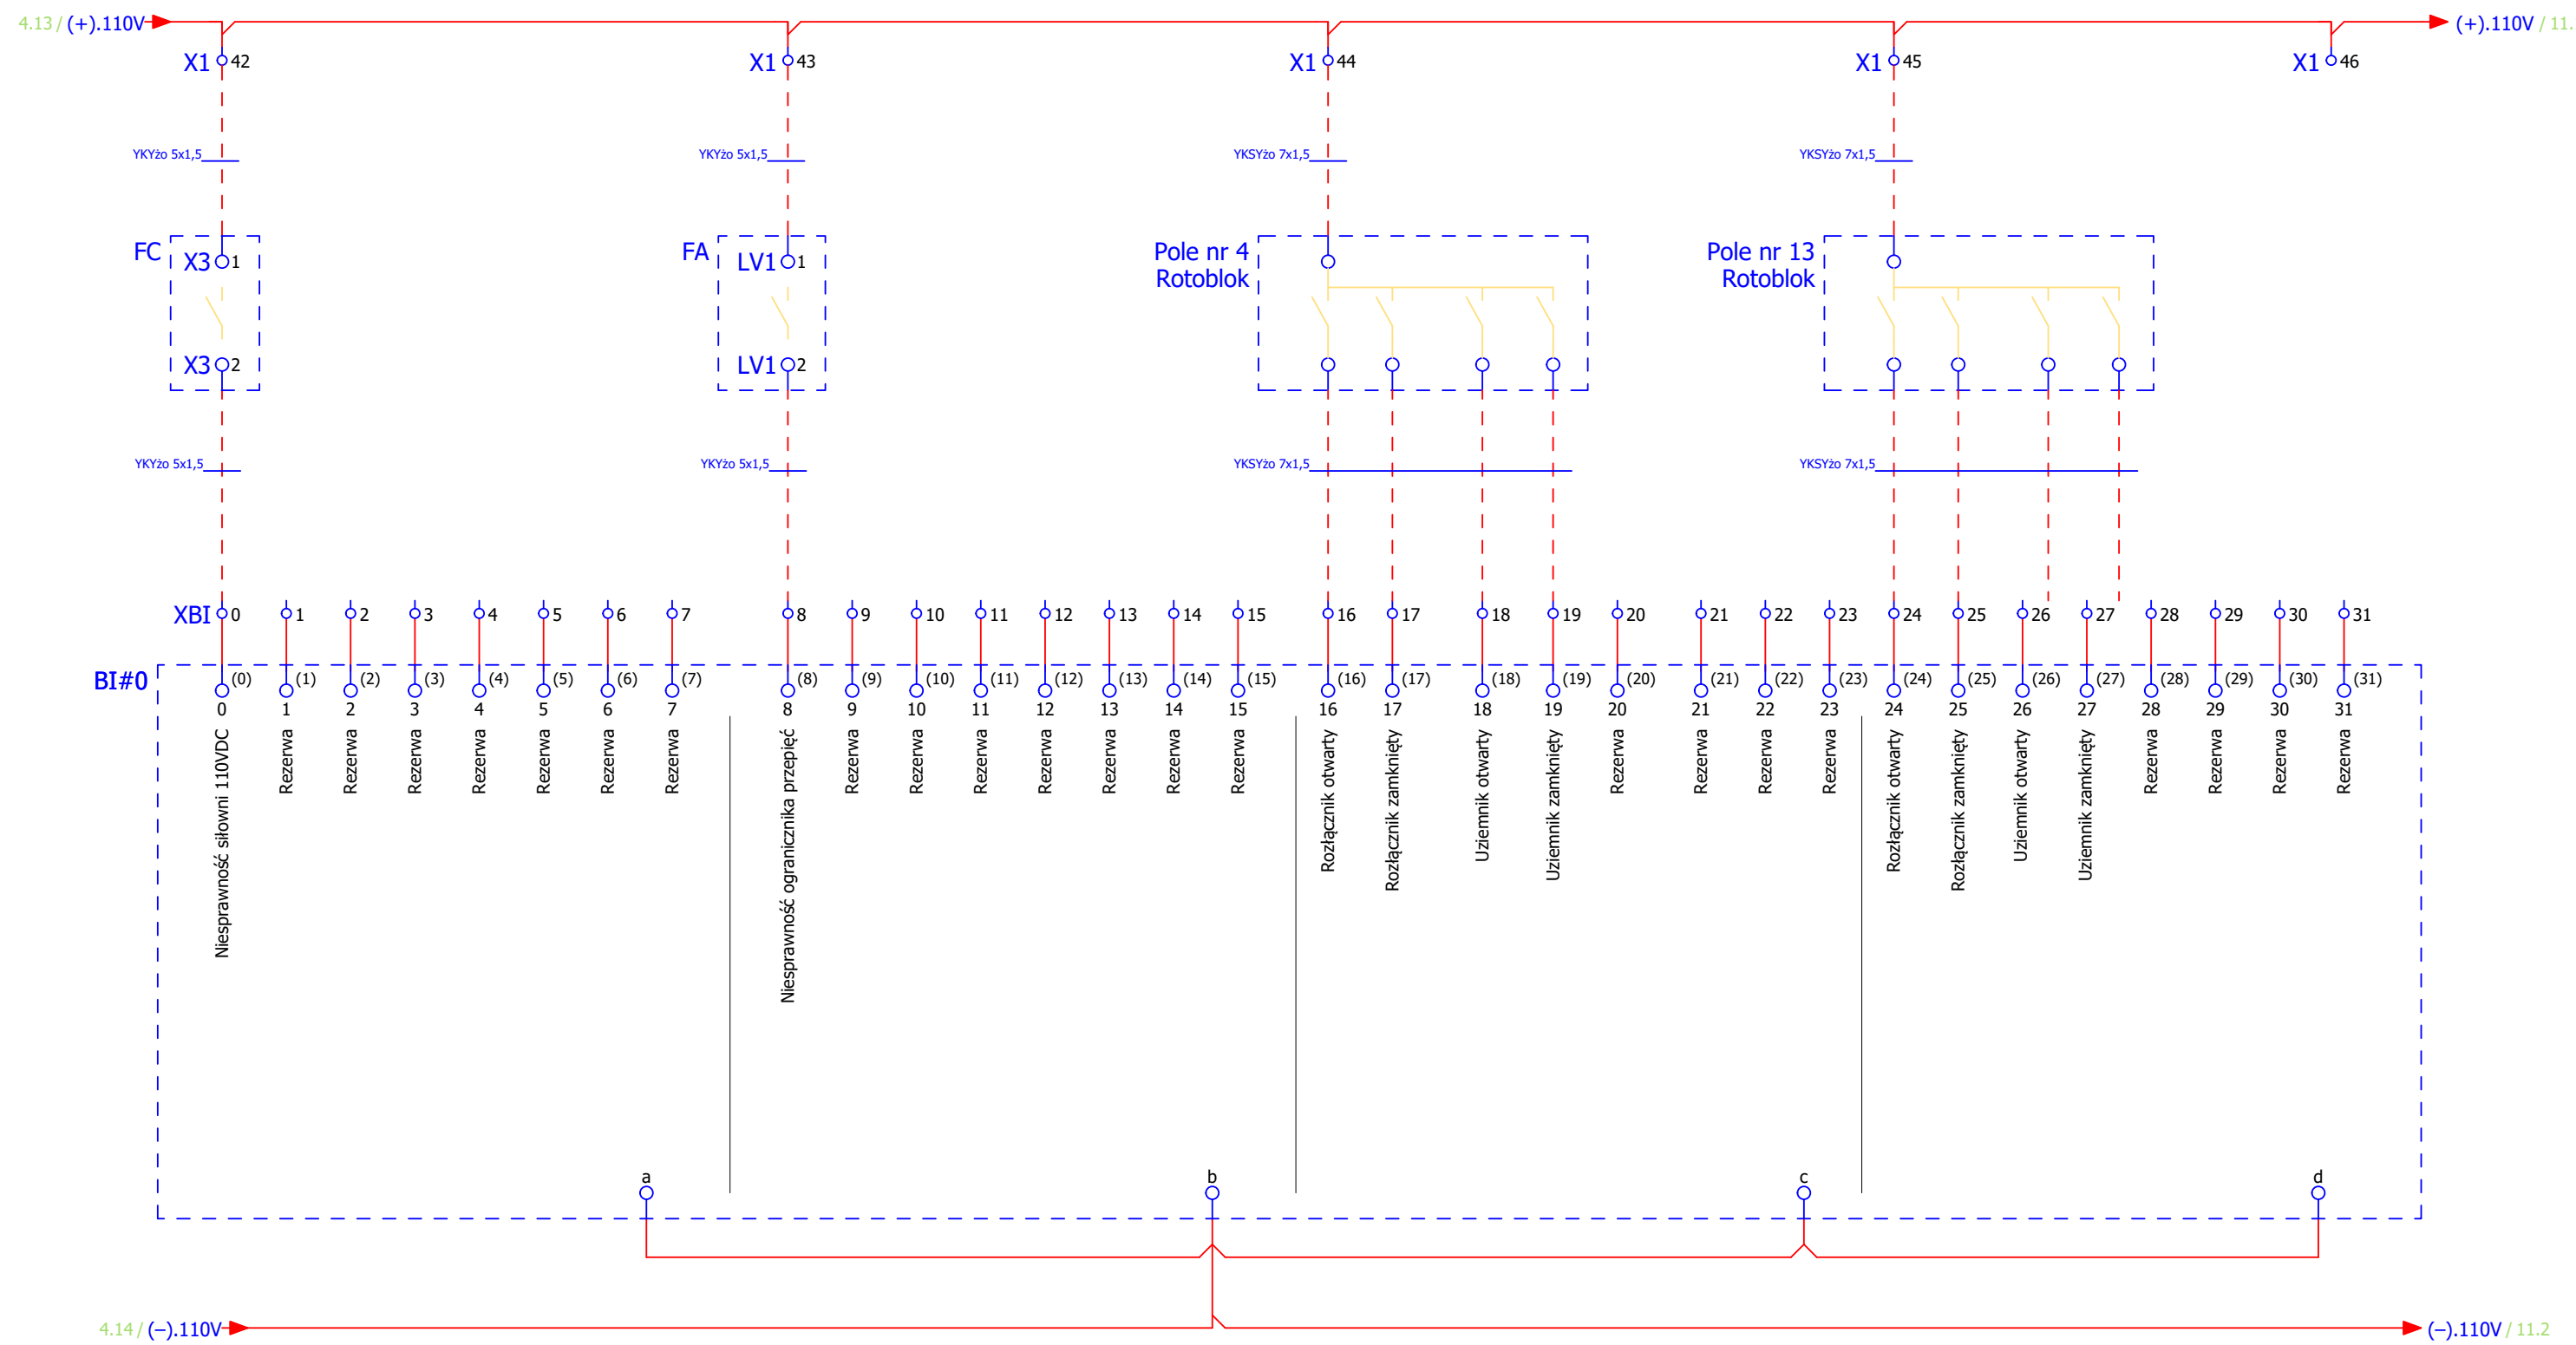 4.13 / (+).110V
(+).110V / 11.
X1 42
X1 43
X1 44
X1 45
X1 46
YKYżo 5x1,5
YKYżo 5x1,5
YKSYżo 7x1,5
YKSYżo 7x1,5
FC
X3 1
X3 2
FA
LV1 1
LV1 2
Pole nr 4
Rotoblok
Pole nr 13
Rotoblok
YKYżo 5x1,5
YKYżo 5x1,5
YKSYżo 7x1,5
YKSYżo 7x1,5
XBI 0 1 2 3 4 5 6 7 8 9 10 11 12 13 14 15 16 17 18 19 20 21 22 23 24 25 26 27 28 29 30 31
BI#0 (0) (1) (2) (3) (4) (5) (6) (7) (8) (9) (10) (11) (12) (13) (14) (15) (16) (17) (18) (19) (20) (21) (22) (23) (24) (25) (26) (27) (28) (29) (30) (31)
0 1 2 3 4 5 6 7 8 9 10 11 12 13 14 15 16 17 18 19 20 21 22 23 24 25 26 27 28 29 30 31
Niesprawność siłowni 110VDC
Rezerwa
Rezerwa
Rezerwa
Rezerwa
Rezerwa
Rezerwa
Rezerwa
Niesprawność ogranicznika przepięć
Rezerwa
Rezerwa
Rezerwa
Rezerwa
Rezerwa
Rezerwa
Rezerwa
Rozłącznik otwarty
Rozłącznik zamknięty
Uziemnik otwarty
Uziemnik zamknięty
Rezerwa
Rezerwa
Rezerwa
Rezerwa
Rozłącznik otwarty
Rozłącznik zamknięty
Uziemnik otwarty
Uziemnik zamknięty
Rezerwa
Rezerwa
Rezerwa
Rezerwa
a b c d
4.14 / (−).110V
(−).110V / 11.2